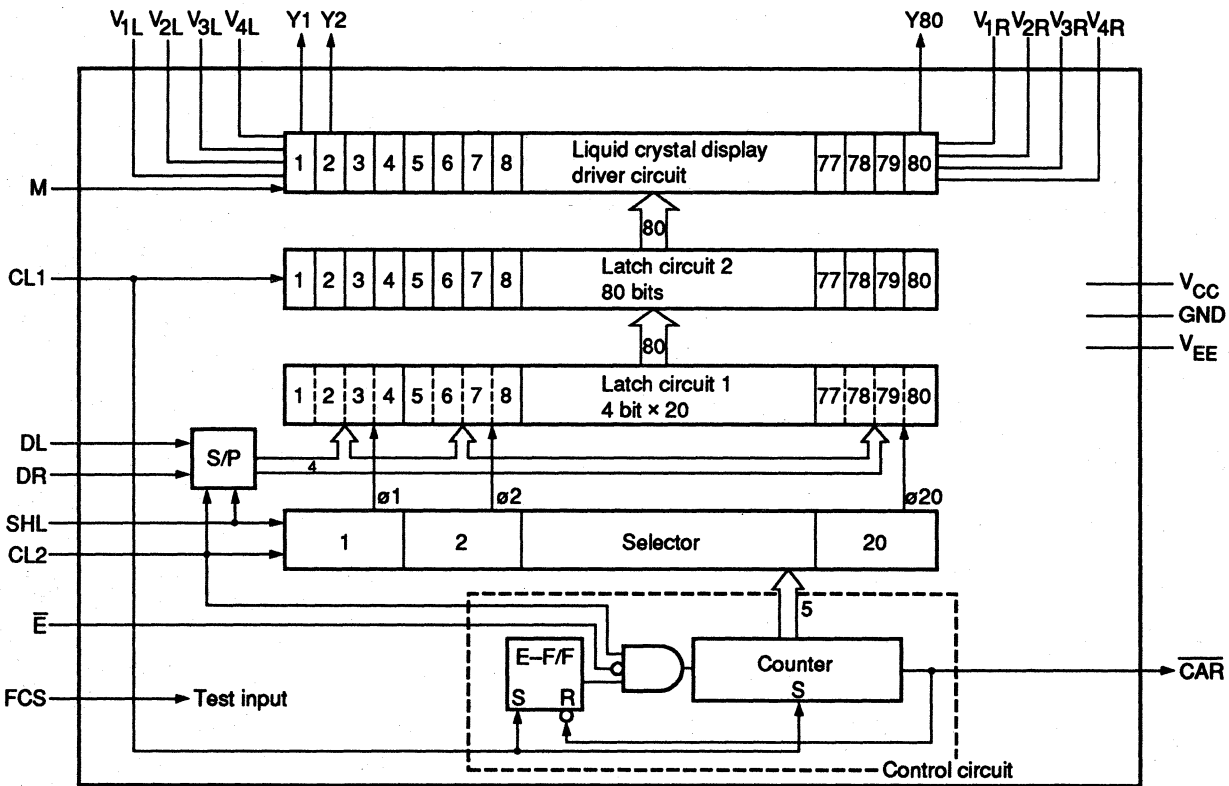 V1L V2L V3L V4L Y1 Y2 Y80 V1R V2R V3R V4R
1 2 3 4 5 6 7 8 Liquid crystal display 77 78 79 80
driver circuit
M
80
CL1
1 2 3 4 5 6 7 8 Latch circuit 2 77 78 79 80
80 bits
VCC
GND
VEE
80
1 2 3 4 5 6 7 8 Latch circuit 1 77 78 79 80
4 bit × 20
DL
S/P
4
DR
ø1 ø2 ø20
SHL
1 2 Selector 20
CL2
5
E̅
E–F/F
Counter
C̅A̅R̅
S R S
FCS Test input
Control circuit